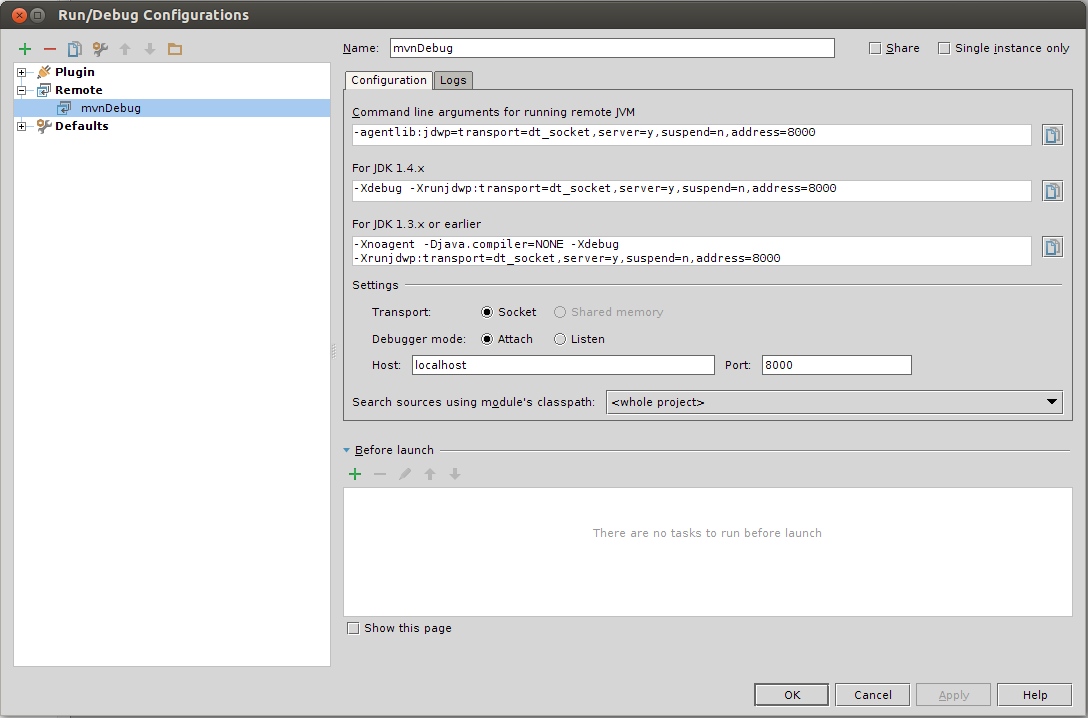 Run/Debug Configurations
Name: mvnDebug
Share
Single instance only
Plugin
Remote
mvnDebug
Defaults
Configuration
Logs
Command line arguments for running remote JVM
-agentlib:jdwp=transport=dt_socket,server=y,suspend=n,address=8000
For JDK 1.4.x
-Xdebug -Xrunjdwp:transport=dt_socket,server=y,suspend=n,address=8000
For JDK 1.3.x or earlier
-Xnoagent -Djava.compiler=NONE -Xdebug
-Xrunjdwp:transport=dt_socket,server=y,suspend=n,address=8000
Settings
Transport: Socket Shared memory
Debugger mode: Attach Listen
Host: localhost Port: 8000
Search sources using module's classpath: <whole project>
Before launch
There are no tasks to run before launch
Show this page
OK Cancel Apply Help